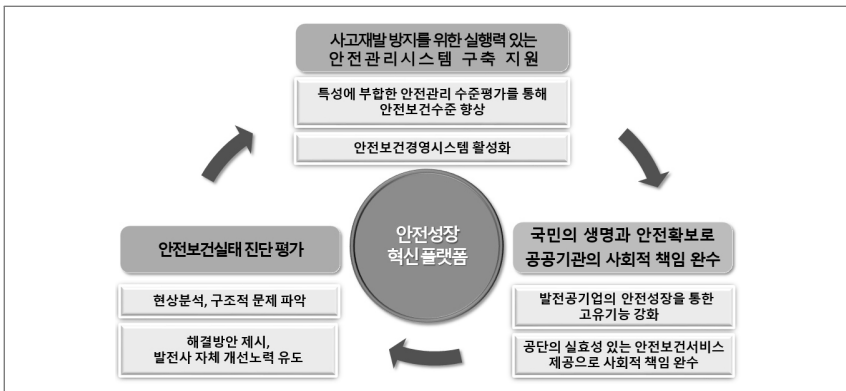 사고재발 방지를 위한 실행력 있는
안전관리시스템 구축 지원
특성에 부합한 안전관리 수준평가를 통해
안전보건수준 향상
안전보건경영시스템 활성화
안전성장
혁신 플랫폼
국민의 생명과 안전확보로
공공기관의 사회적 책임 완수
발전공기업의 안전성장을 통한
고유기능 강화
공단의 실효성 있는 안전보건서비스
제공으로 사회적 책임 완수
안전보건실태 진단 평가
현상분석, 구조적 문제 파악
해결방안 제시,
발전사 자체 개선노력 유도